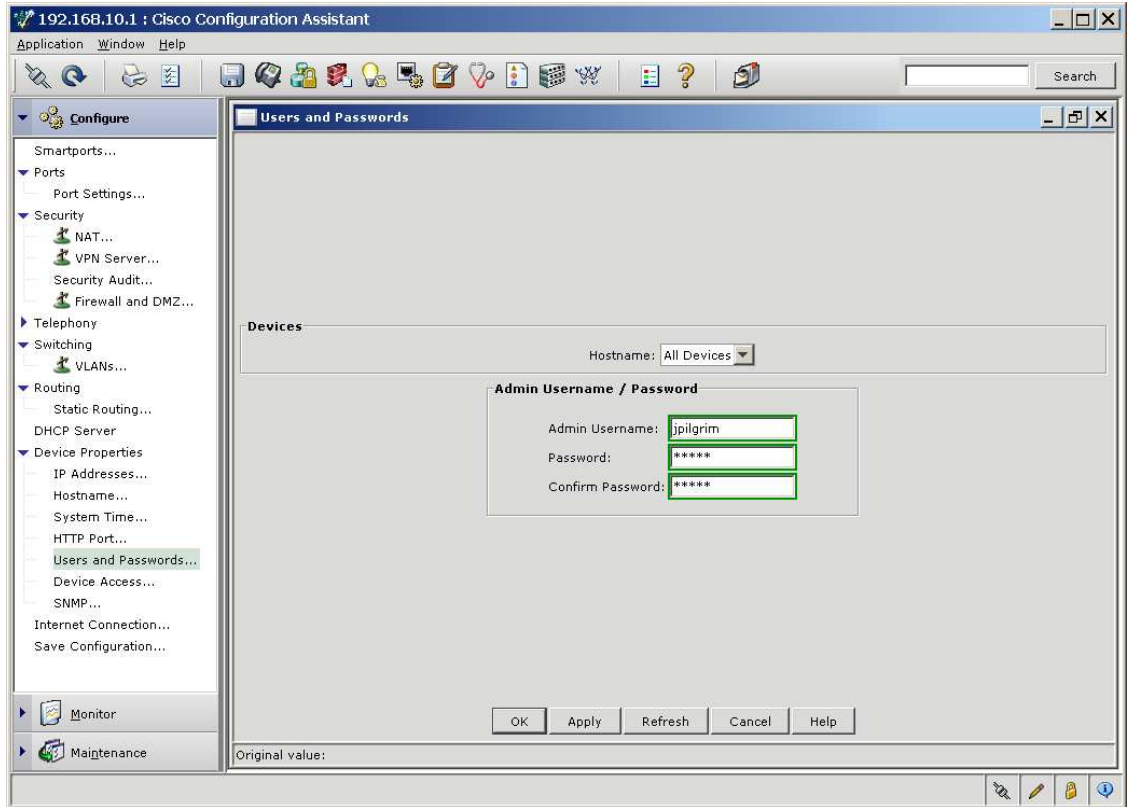 192.168.10.1 : Cisco Configuration Assistant
Application Window Help
Search
Configure
Smartports...
Ports
Port Settings...
Security
NAT...
VPN Server...
Security Audit...
Firewall and DMZ...
Telephony
Switching
VLANs...
Routing
Static Routing...
DHCP Server
Device Properties
IP Addresses...
Hostname...
System Time...
HTTP Port...
Users and Passwords...
Device Access...
SNMP...
Internet Connection...
Save Configuration...
Monitor
Maintenance
Users and Passwords
Devices
Hostname: All Devices
Admin Username / Password
Admin Username: jpilgrim
Password: *****
Confirm Password: *****
OK Apply Refresh Cancel Help
Original value: